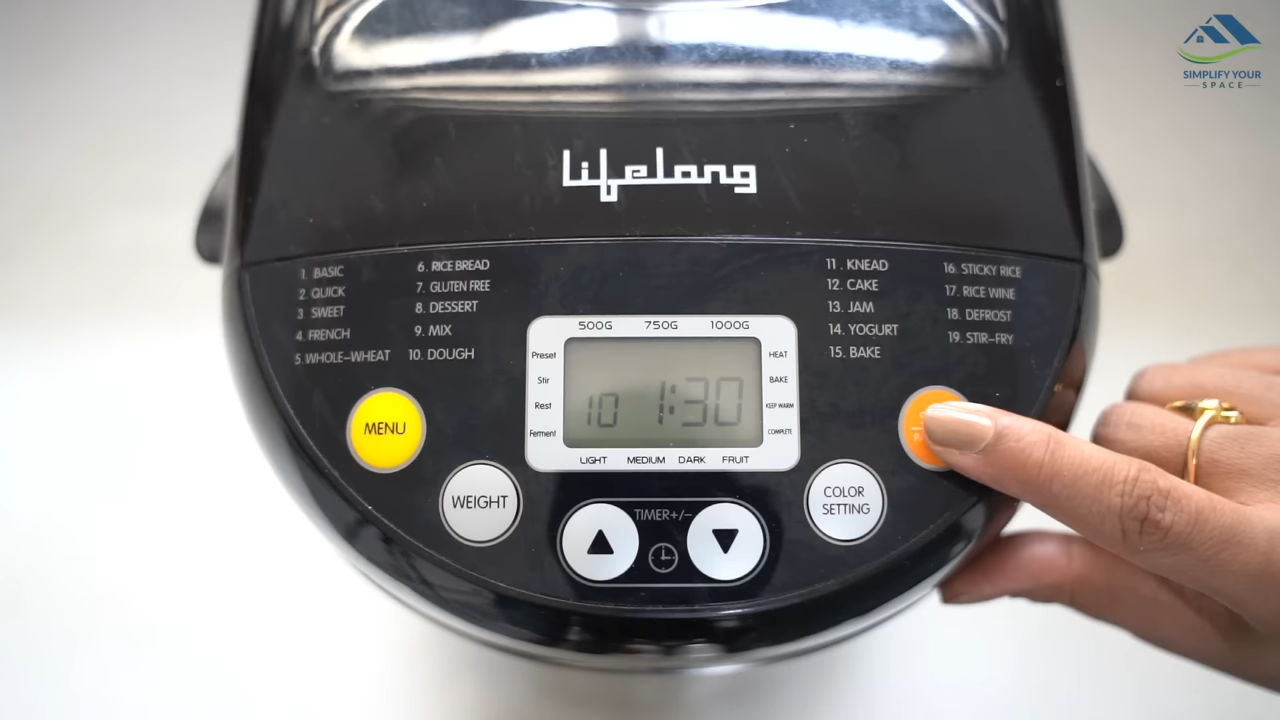 SIMPLIFY YOUR
SPACE
Lifelong
1. BASIC
2. QUICK
3. SWEET
4. FRENCH
5. WHOLE-WHEAT
6. RICE BREAD
7. GLUTEN FREE
8. DESSERT
9. MIX
10. DOUGH
11. KNEAD
12. CAKE
13. JAM
14. YOGURT
15. BAKE
16. STICKY RICE
17. RICE WINE
18. DEFROST
19. STIR-FRY
500G 750G 1000G
Preset
Stir
Rest
Ferment
10 1:30
HEAT
BAKE
KEEP WARM
COMPLETE
LIGHT MEDIUM DARK FRUIT
MENU
WEIGHT
TIMER+/-
COLOR
SETTING